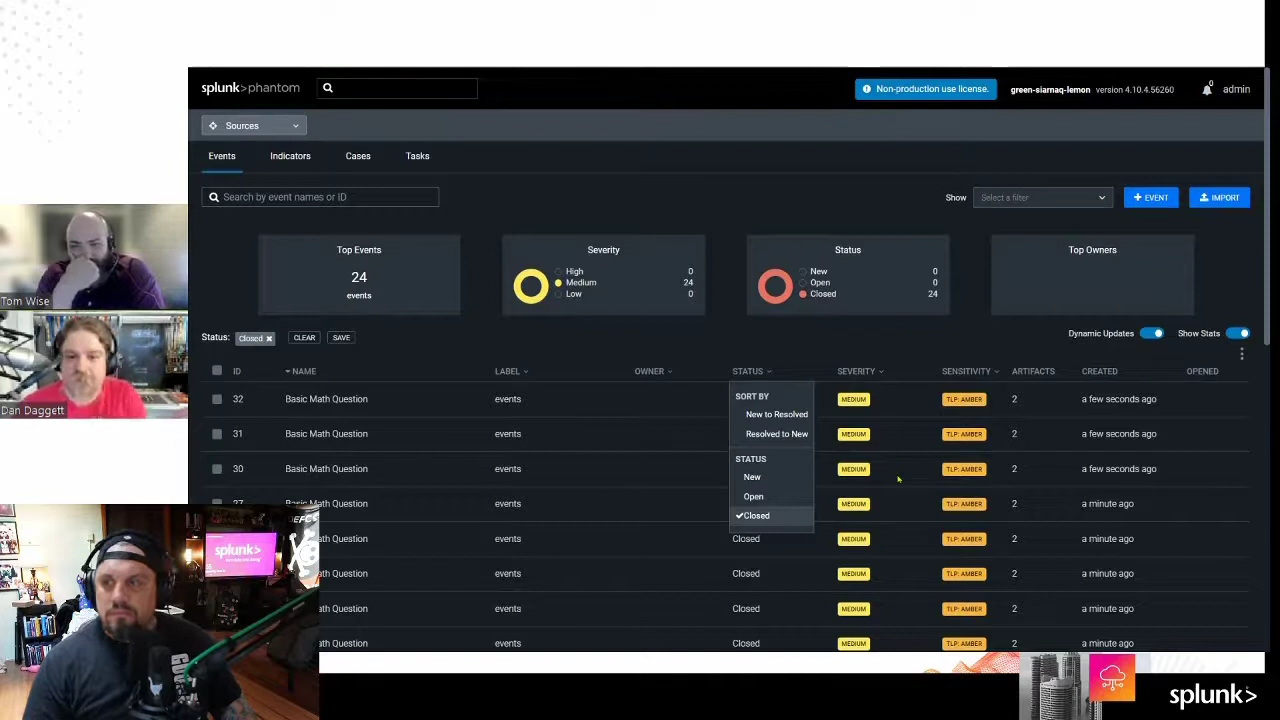 splunk>phantom
Non-production use license.
green-siarnaq-lemon version 4.10.4.56260
0
admin
Sources
Events Indicators Cases Tasks
Search by event names or ID
Show Select a filter + EVENT IMPORT
Top Events
24
events
Severity
High 0
Medium 24
Low 0
Status
New 0
Open 0
Closed 24
Top Owners
Status: Closed CLEAR SAVE
Dynamic Updates Show Stats
ID NAME LABEL OWNER STATUS SEVERITY SENSITIVITY ARTIFACTS CREATED OPENED
32 Basic Math Question events MEDIUM TLP: AMBER 2 a few seconds ago
31 Basic Math Question events MEDIUM TLP: AMBER 2 a few seconds ago
30 Basic Math Question events MEDIUM TLP: AMBER 2 a few seconds ago
27 Basic Math Question events MEDIUM TLP: AMBER 2 a minute ago
th Question events Closed MEDIUM TLP: AMBER 2 a minute ago
th Question events Closed MEDIUM TLP: AMBER 2 a minute ago
th Question events Closed MEDIUM TLP: AMBER 2 a minute ago
th Question events Closed MEDIUM TLP: AMBER 2 a minute ago
SORT BY
New to Resolved
Resolved to New
STATUS
New
Open
Closed
Tom Wise
Dan Daggett
splunk>
splunk>